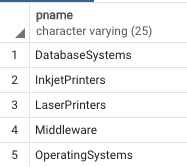 pname
character varying (25)
1 DatabaseSystems
2 InkjetPrinters
3 LaserPrinters
4 Middleware
5 OperatingSystems